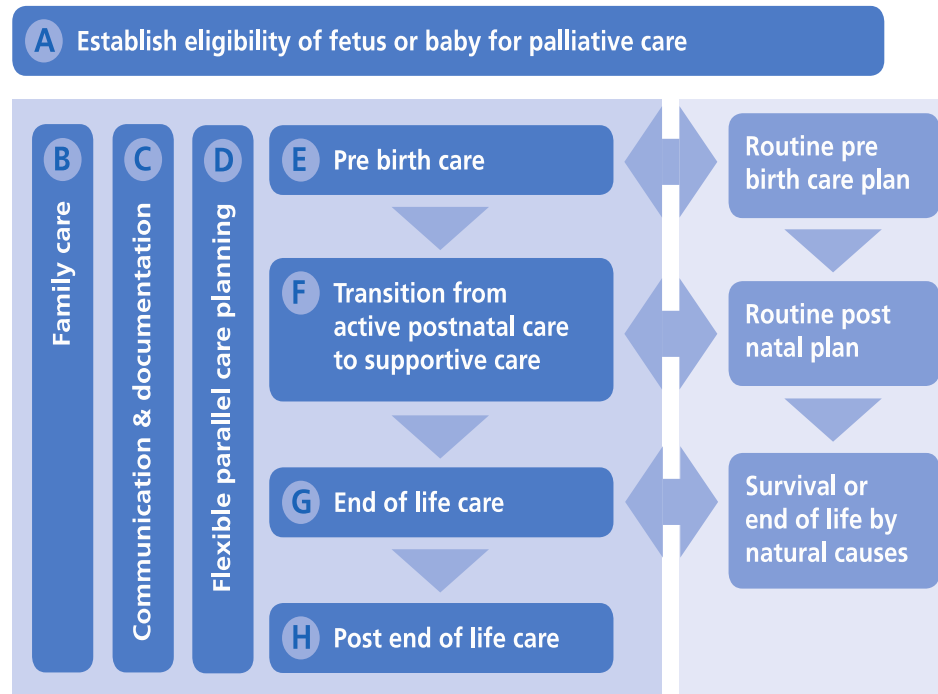 A Establish eligibility of fetus or baby for palliative care
B Family care
C Communication & documentation
D Flexible parallel care planning
E Pre birth care
F Transition from
active postnatal care
to supportive care
G End of life care
H Post end of life care
Routine pre
birth care plan
Routine post
natal plan
Survival or
end of life by
natural causes